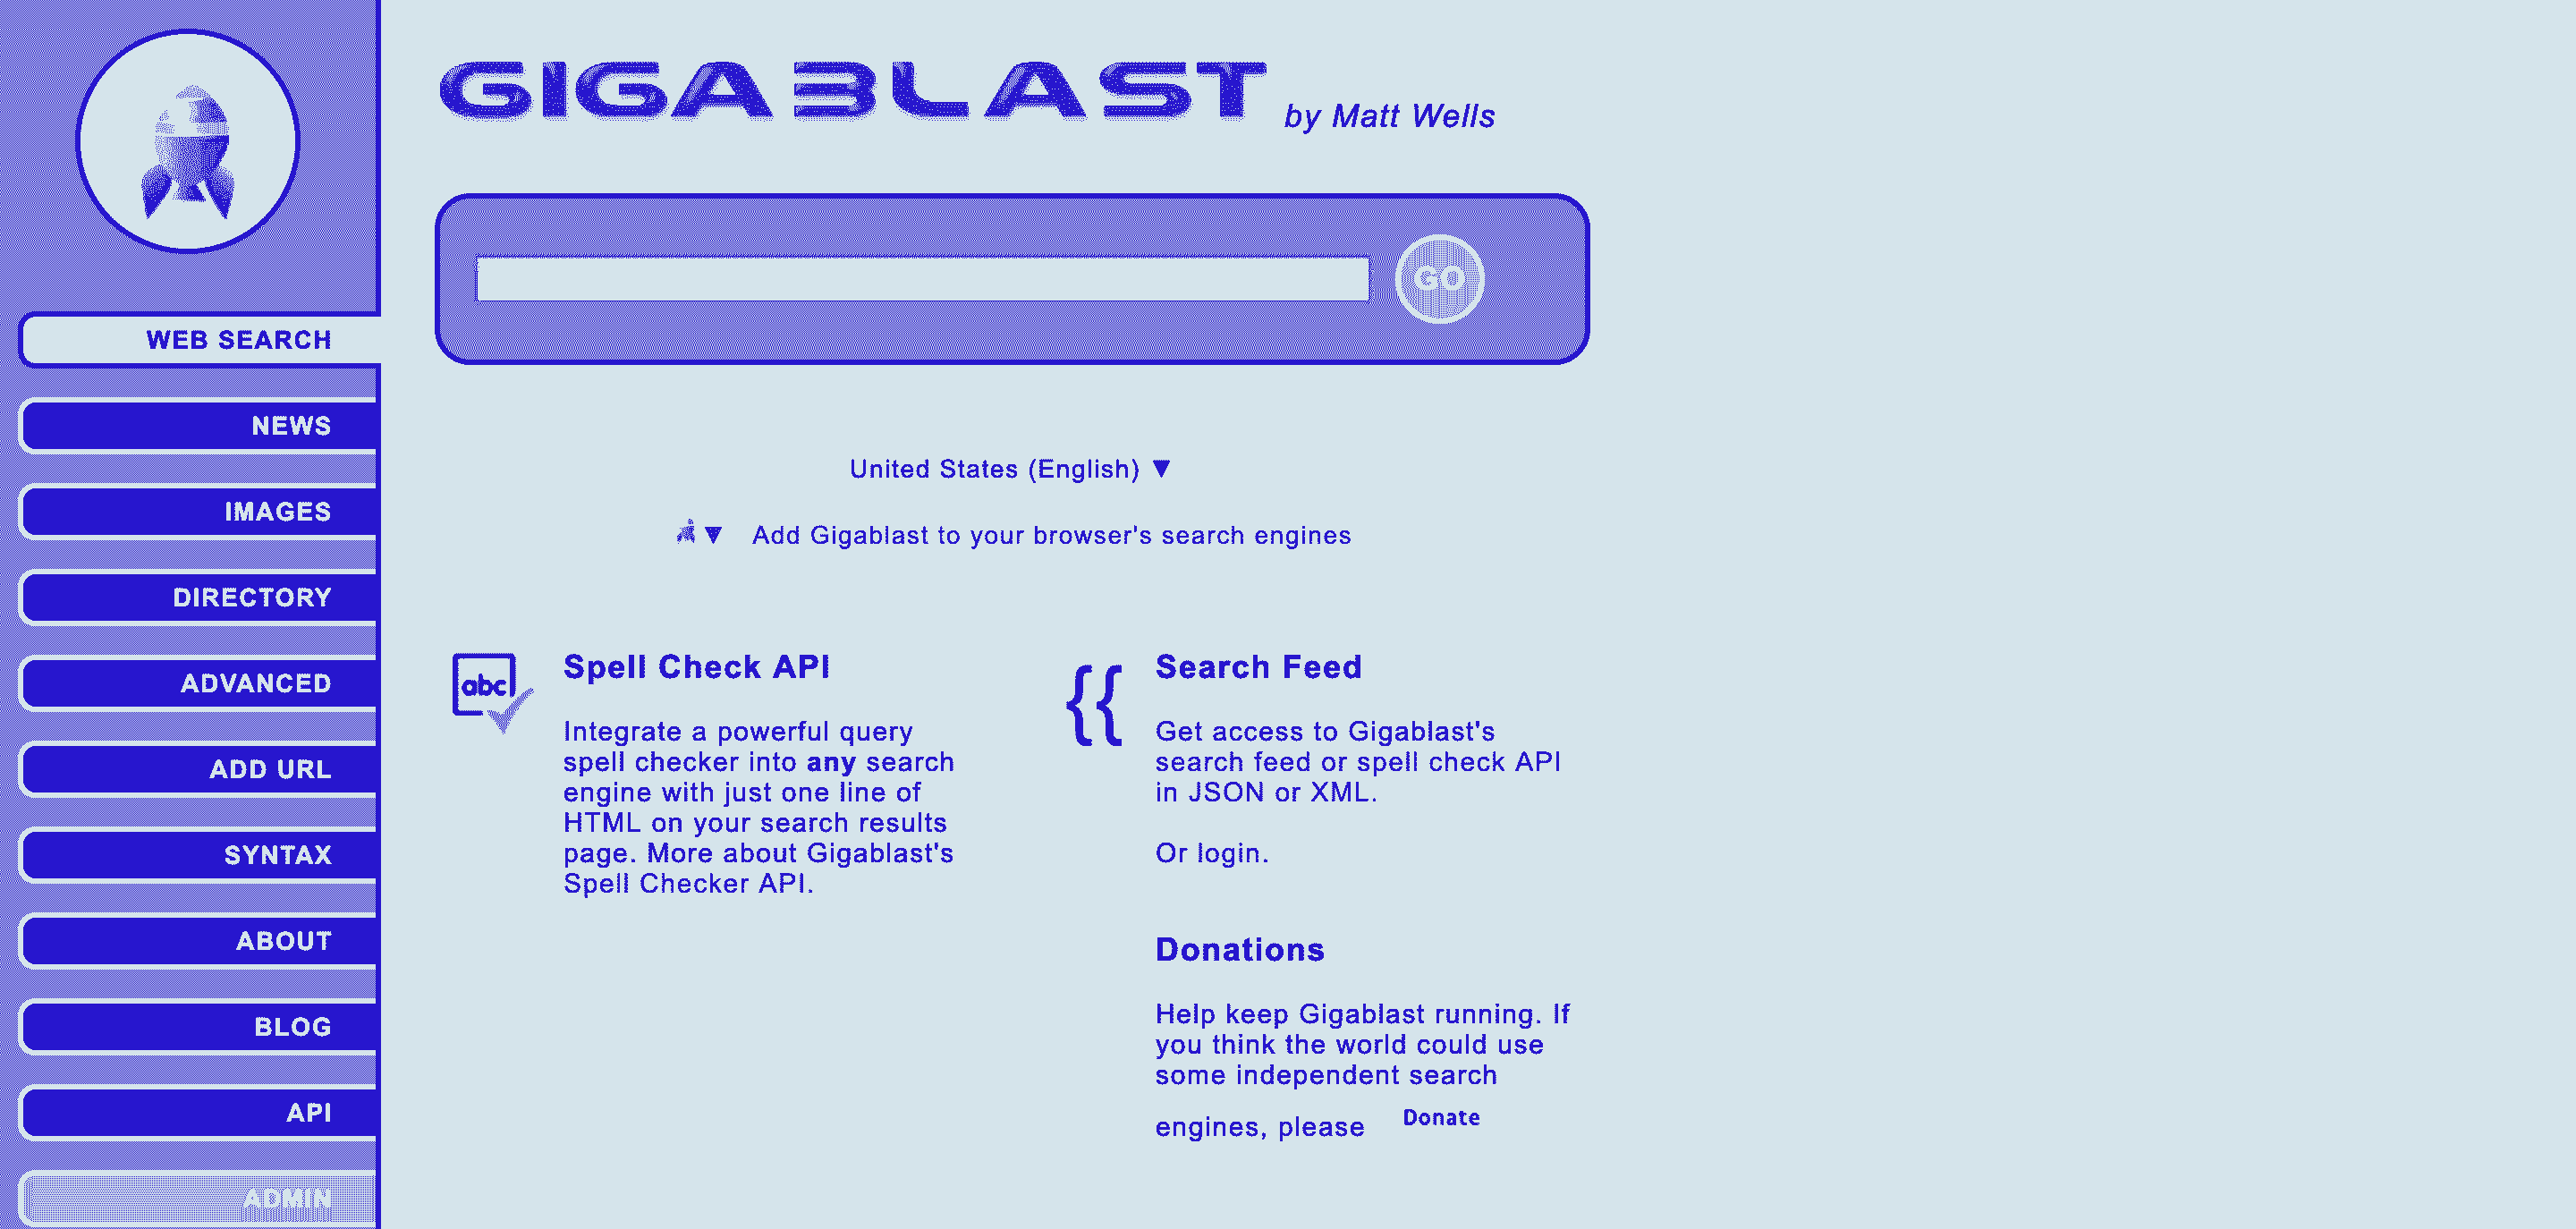 GIGABLAST by Matt Wells
GO
WEB SEARCH
NEWS
IMAGES
DIRECTORY
ADVANCED
ADD URL
SYNTAX
ABOUT
BLOG
API
ADMIN
United States (English) ▼
▼ Add Gigablast to your browser's search engines
abc
Spell Check API
Integrate a powerful query
spell checker into any search
engine with just one line of
HTML on your search results
page. More about Gigablast's
Spell Checker API.
{{
Search Feed
Get access to Gigablast's
search feed or spell check API
in JSON or XML.
Or login.
Donations
Help keep Gigablast running. If
you think the world could use
some independent search
engines, please Donate